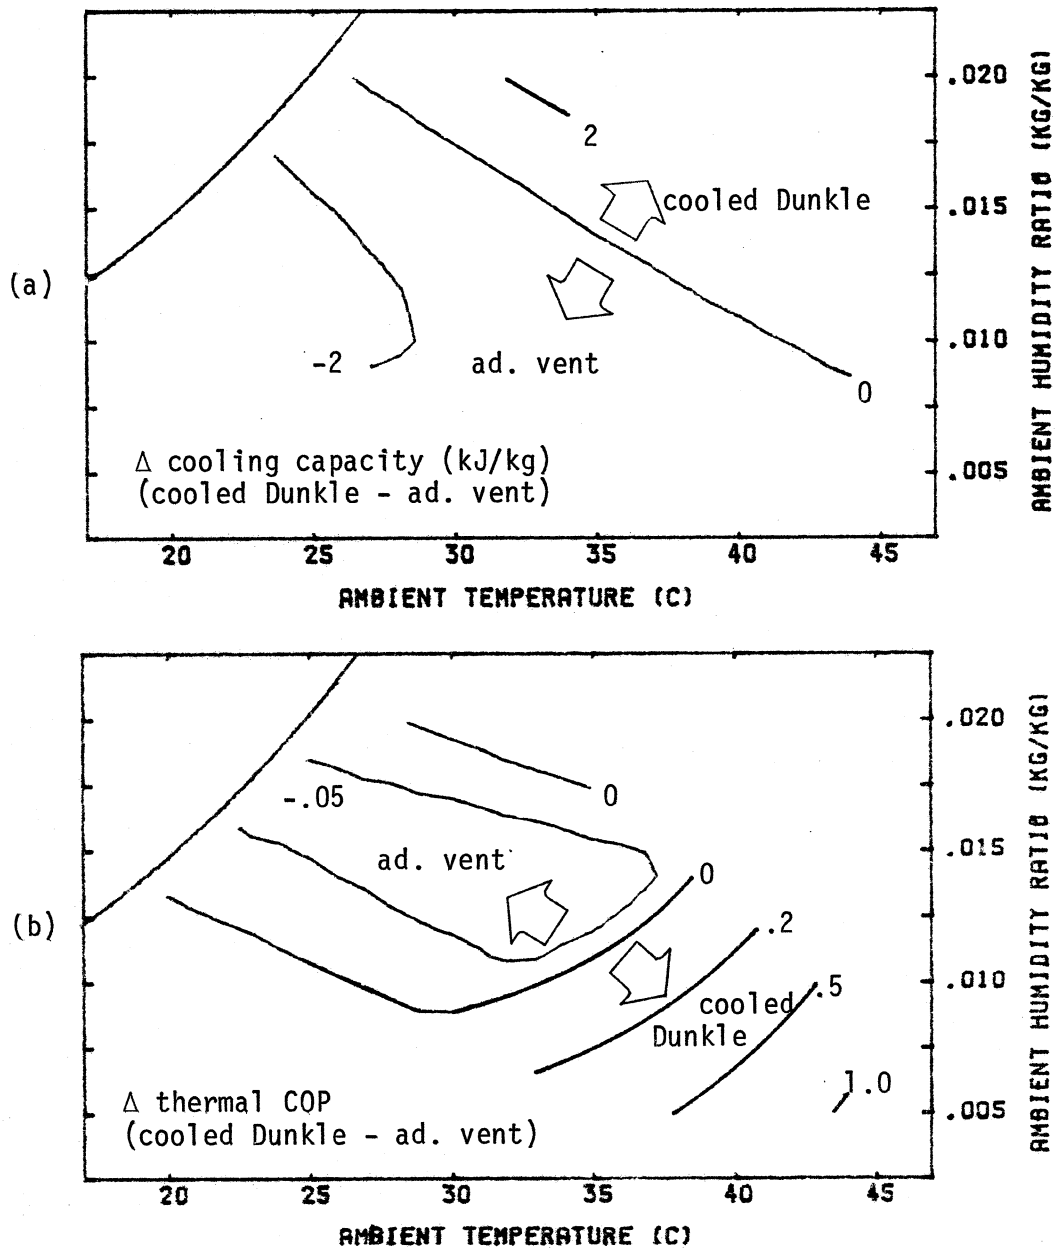 (a)
2
cooled Dunkle
-2
ad. vent
0
Δ cooling capacity (kJ/kg)
(cooled Dunkle - ad. vent)
.020
.015
.010
.005
AMBIENT HUMIDITY RATIO (KG/KG)
20 25 30 35 40 45
AMBIENT TEMPERATURE (C)
(b)
0
-.05
ad. vent
0
.2
.5
cooled
Dunkle
1.0
Δ thermal COP
(cooled Dunkle - ad. vent)
.020
.015
.010
.005
AMBIENT HUMIDITY RATIO (KG/KG)
20 25 30 35 40 45
AMBIENT TEMPERATURE (C)